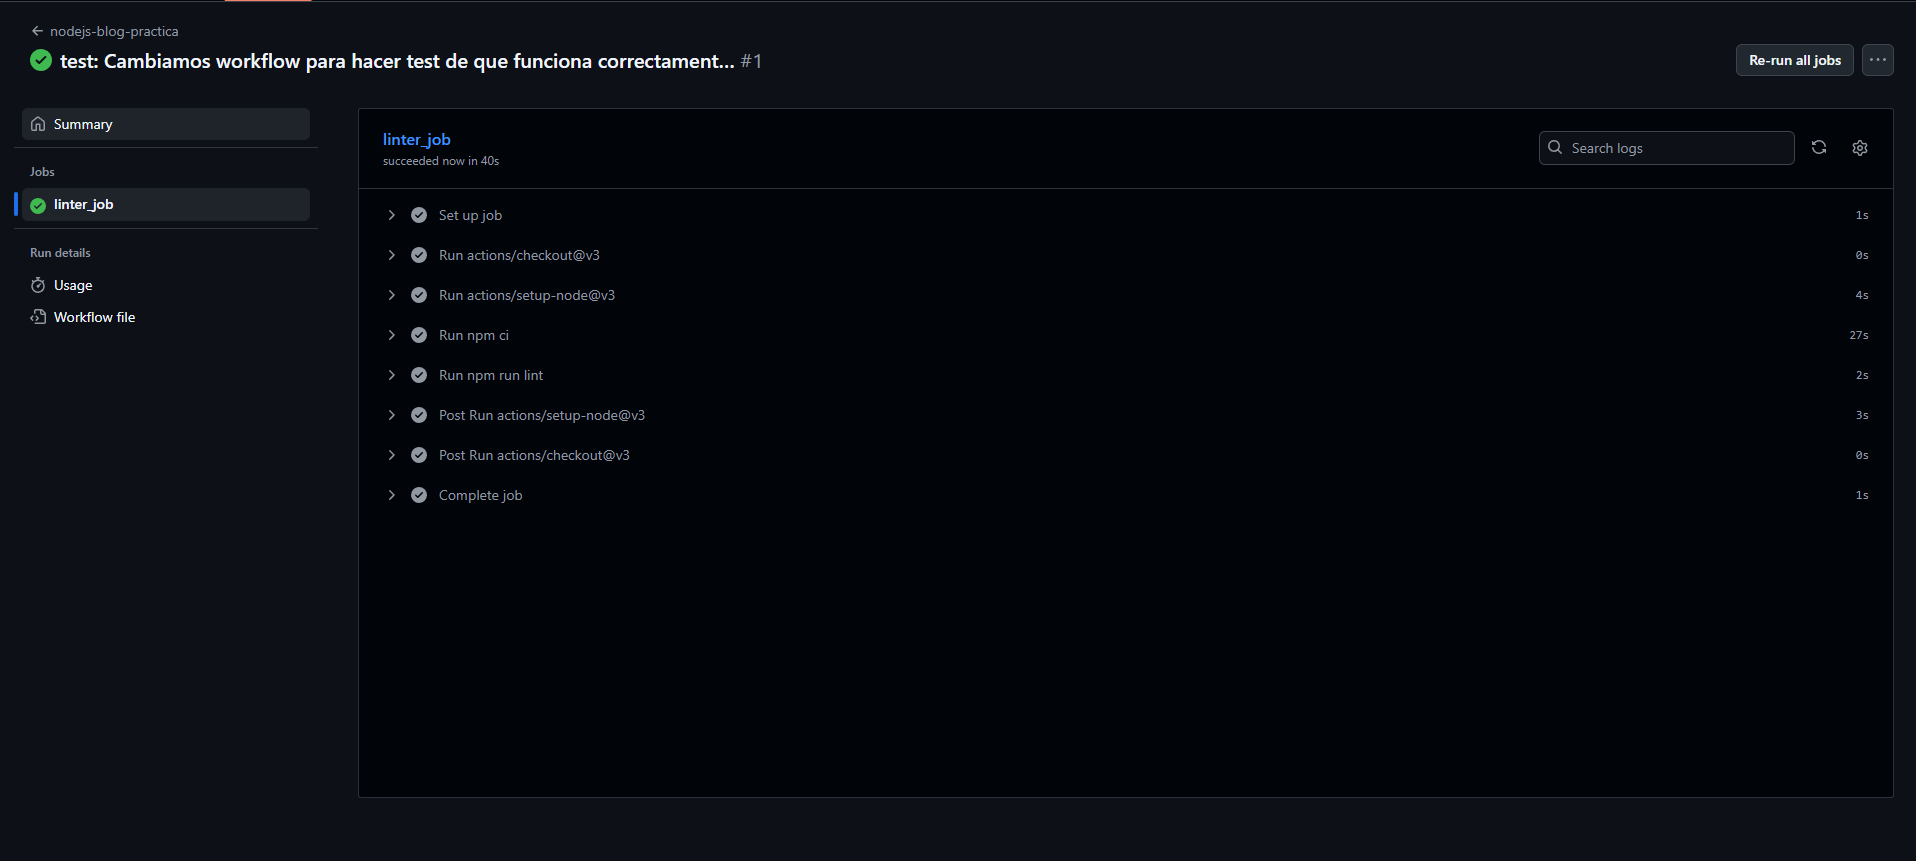 nodejs-blog-practica
test: Cambiamos workflow para hacer test de que funciona correctament... #1
Re-run all jobs
Summary
Jobs
linter_job
Run details
Usage
Workflow file
linter_job
succeeded now in 40s
Search logs
Set up job 1s
Run actions/checkout@v3 0s
Run actions/setup-node@v3 4s
Run npm ci 27s
Run npm run lint 2s
Post Run actions/setup-node@v3 3s
Post Run actions/checkout@v3 0s
Complete job 1s